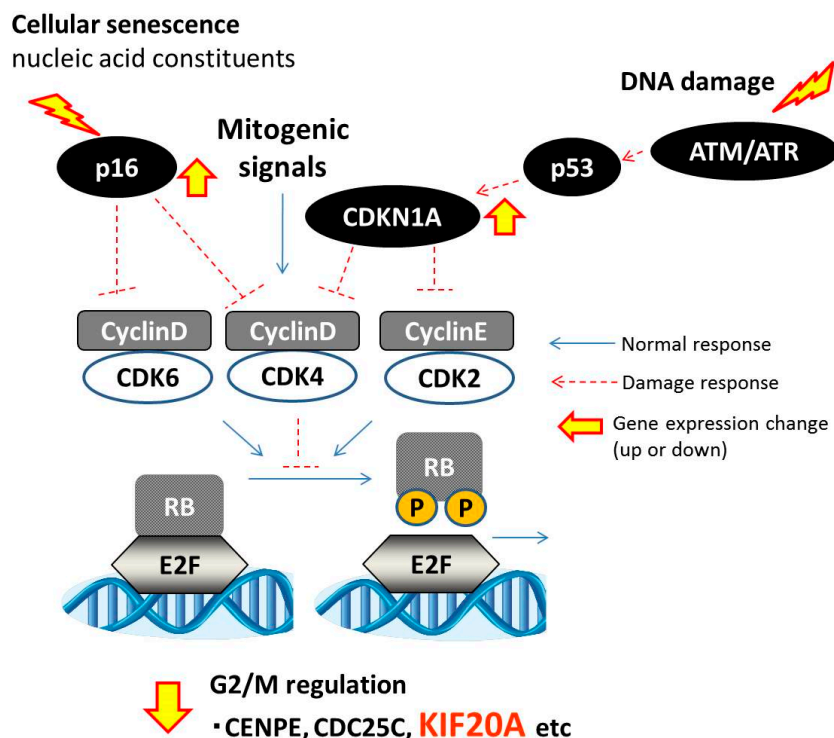 Cellular senescence
nucleic acid constituents
DNA damage
Mitogenic
signals
p16
p53
ATM/ATR
CDKN1A
CyclinD
CyclinD
CyclinE
CDK6
CDK4
CDK2
Normal response
Damage response
Gene expression change
(up or down)
RB
P P
RB
E2F
E2F
G2/M regulation
・CENPE, CDC25C, KIF20A etc